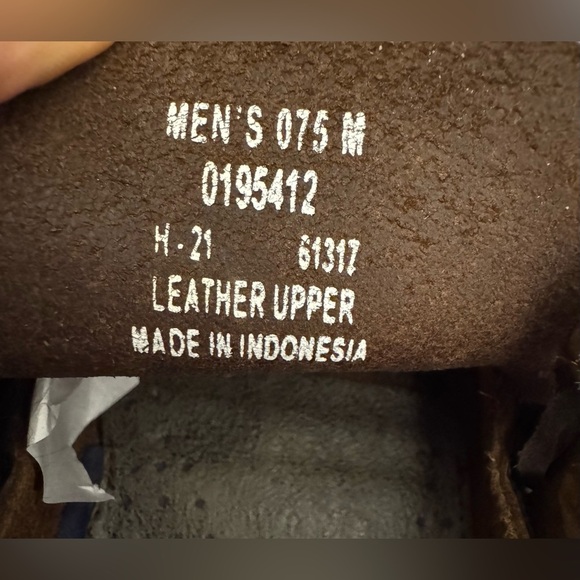 MEN'S 075 M
0195412
H-21 61317
LEATHER UPPER
MADE IN INDONESIA